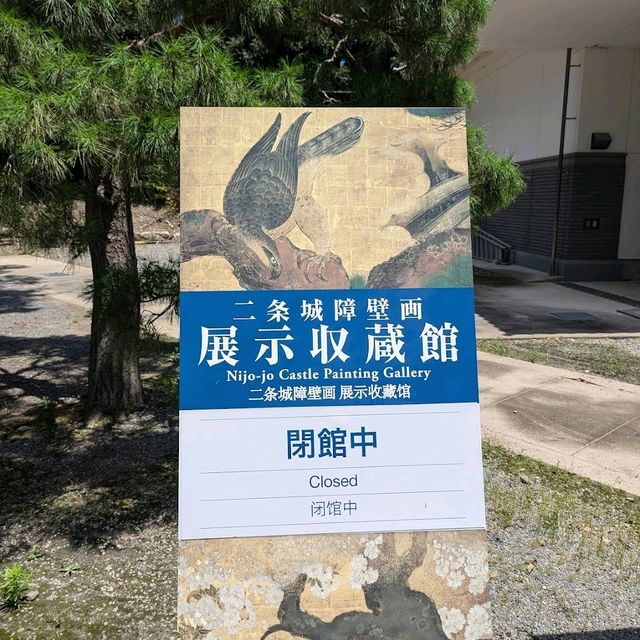 二条城障壁画
展示収蔵館
Nijo-jo Castle Painting Gallery
二条城障壁画 展示收藏馆
閉館中
Closed
闭馆中